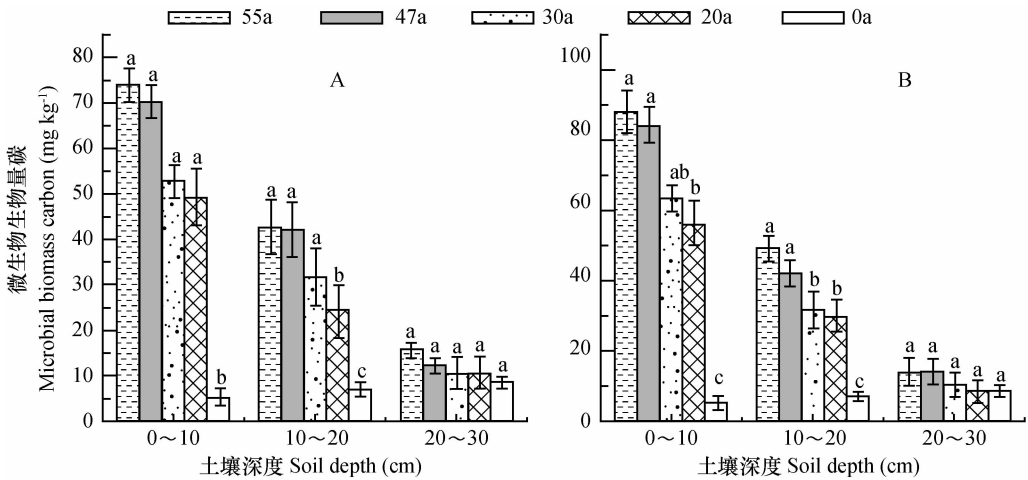 55a 47a 30a 20a 0a
微生物生物量碳
Microbial biomass carbon (mg kg⁻¹)
A
80
70
60
50
40
30
20
10
0
a a a a b
a a a b c
a a a a a
0～10 10～20 20～30
土壤深度 Soil depth (cm)
B
100
80
60
40
20
0
a a ab b c
a a b b c
a a a a a
0～10 10～20 20～30
土壤深度 Soil depth (cm)